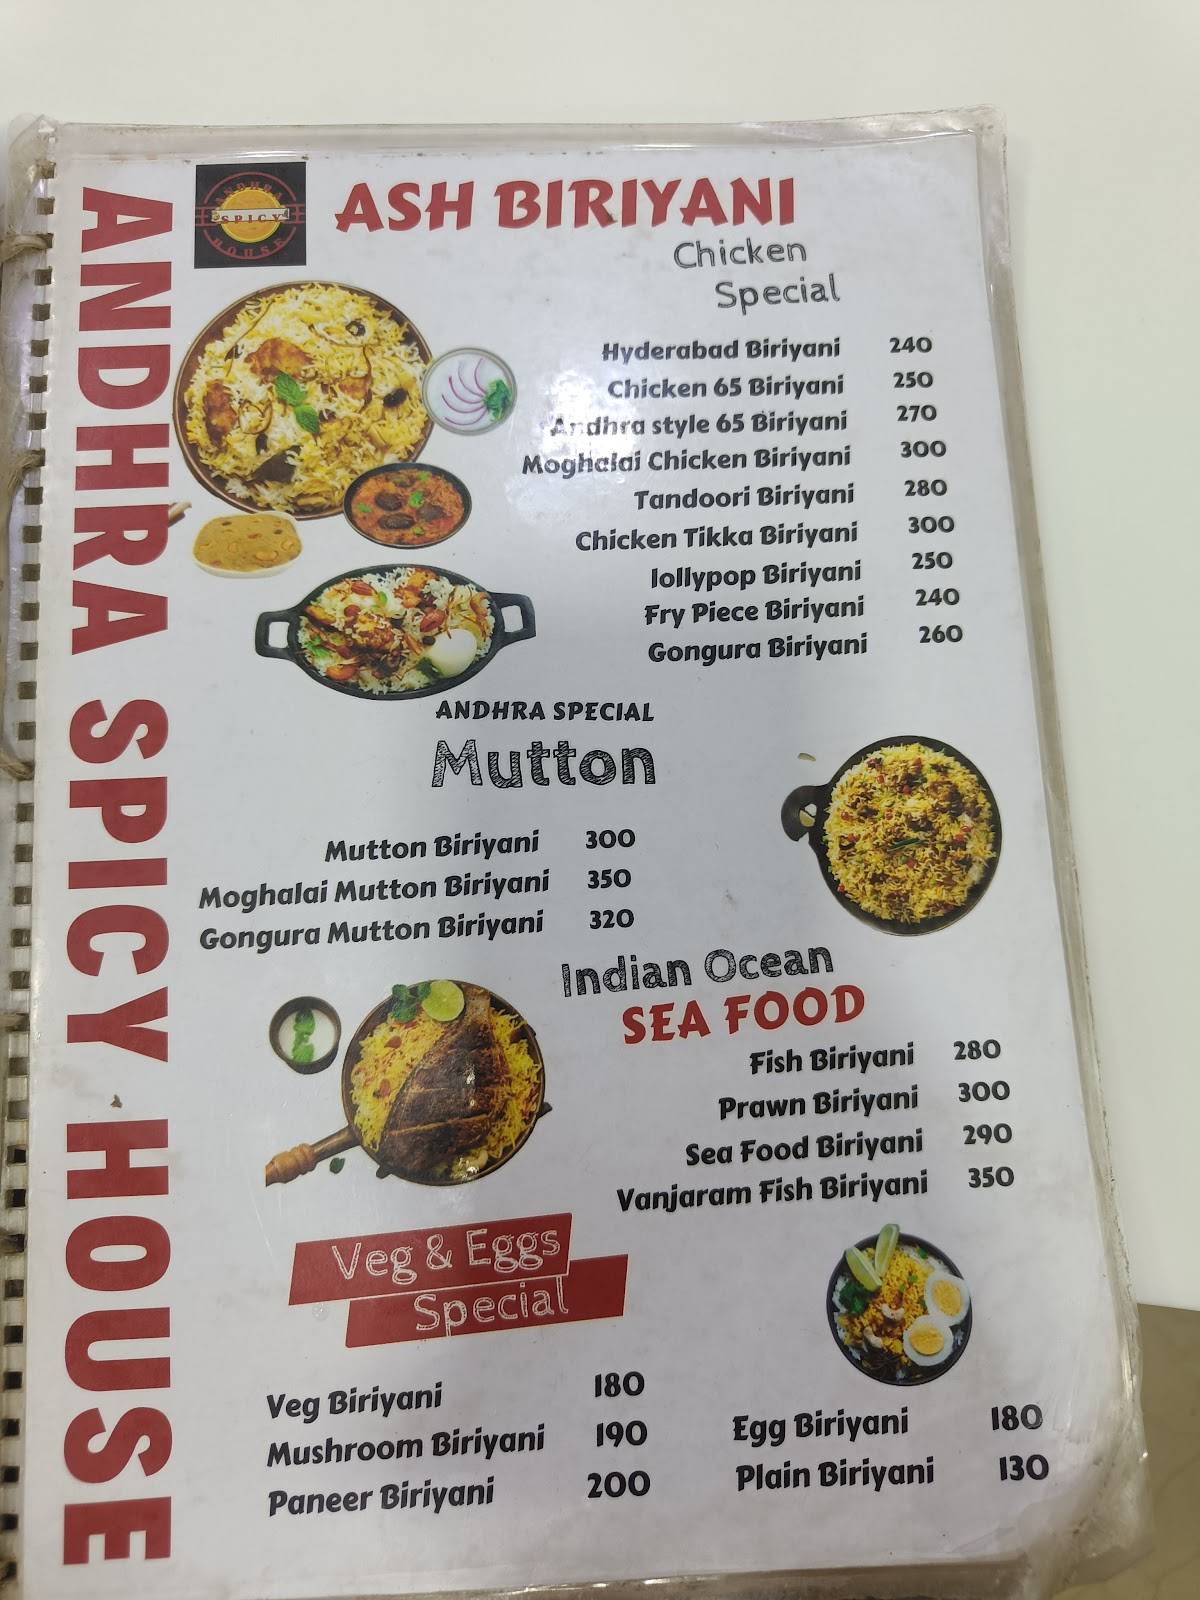 ANDHRA SPICY HOUSE
ANDHRA
SPICY
HOUSE
ASH BIRIYANI
Chicken
Special
Hyderabad Biriyani 240
Chicken 65 Biriyani 250
Andhra style 65 Biriyani 270
Moghalai Chicken Biriyani 300
Tandoori Biriyani 280
Chicken Tikka Biriyani 300
lollypop Biriyani 250
Fry Piece Biriyani 240
Gongura Biriyani 260
ANDHRA SPECIAL
Mutton
Mutton Biriyani 300
Moghalai Mutton Biriyani 350
Gongura Mutton Biriyani 320
Indian Ocean
SEA FOOD
Fish Biriyani 280
Prawn Biriyani 300
Sea Food Biriyani 290
Vanjaram Fish Biriyani 350
Veg & Eggs
Special
Veg Biriyani 180
Mushroom Biriyani 190
Paneer Biriyani 200
Egg Biriyani 180
Plain Biriyani 130